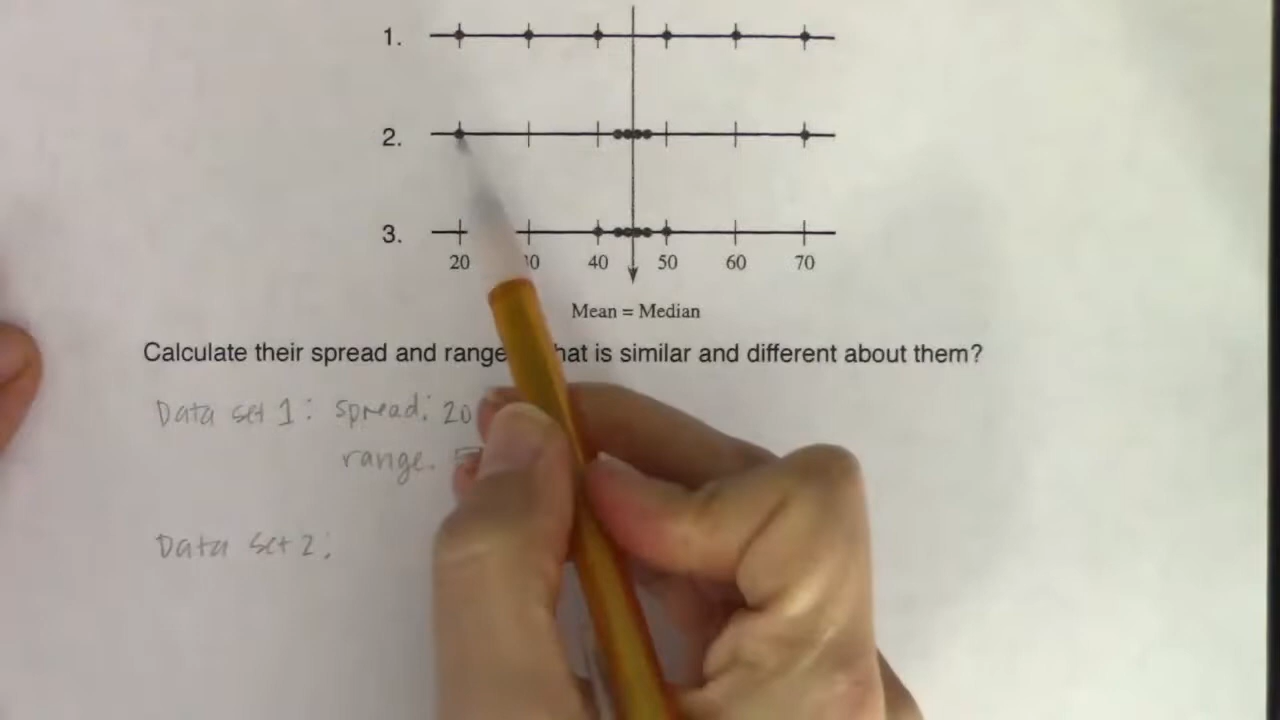 1.
2.
3.
20 40 50 60 70
Mean = Median
Calculate their spread and range hat is similar and different about them?
Data set 1: spread: 20
range.
Data set 2: